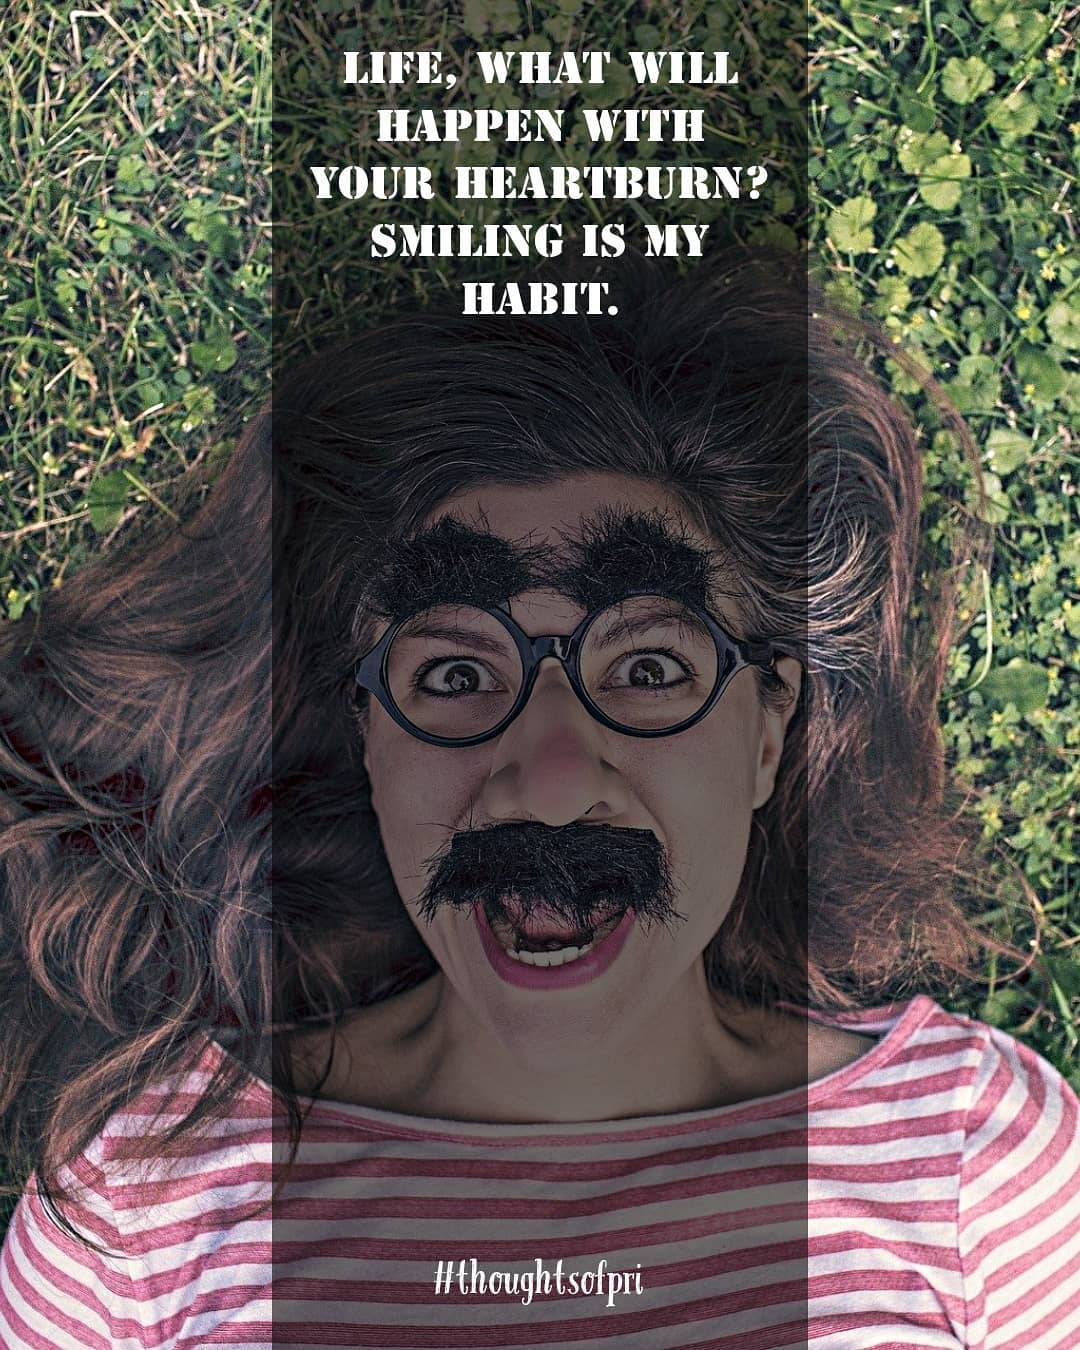 LIFE, WHAT WILL
HAPPEN WITH
YOUR HEARTBURN?
SMILING IS MY
HABIT.
#thoughtsofpri